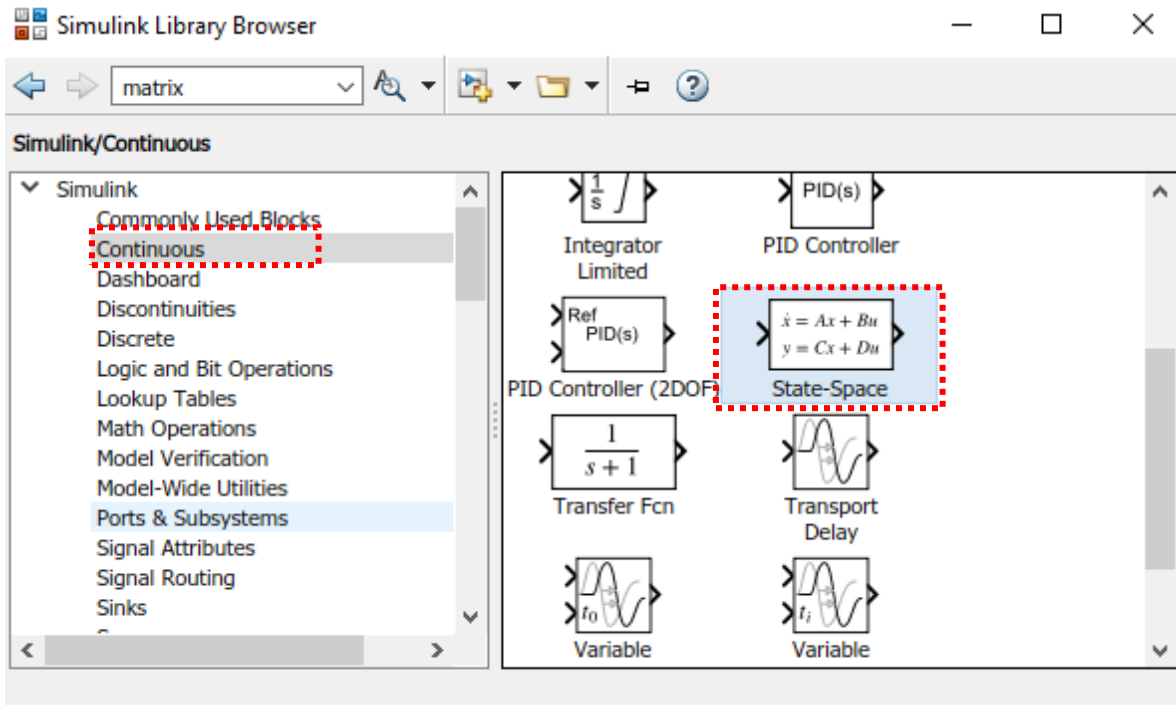 Simulink Library Browser
matrix
Simulink/Continuous
Simulink
Commonly Used Blocks
Continuous
Dashboard
Discontinuities
Discrete
Logic and Bit Operations
Lookup Tables
Math Operations
Model Verification
Model-Wide Utilities
Ports & Subsystems
Signal Attributes
Signal Routing
Sinks
1
s
Integrator
Limited
PID(s)
PID Controller
Ref
PID(s)
PID Controller (2DOF)
ẋ = Ax + Bu
y = Cx + Du
State-Space
1
s + 1
Transfer Fcn
Transport
Delay
t₀
Variable
tᵢ
Variable